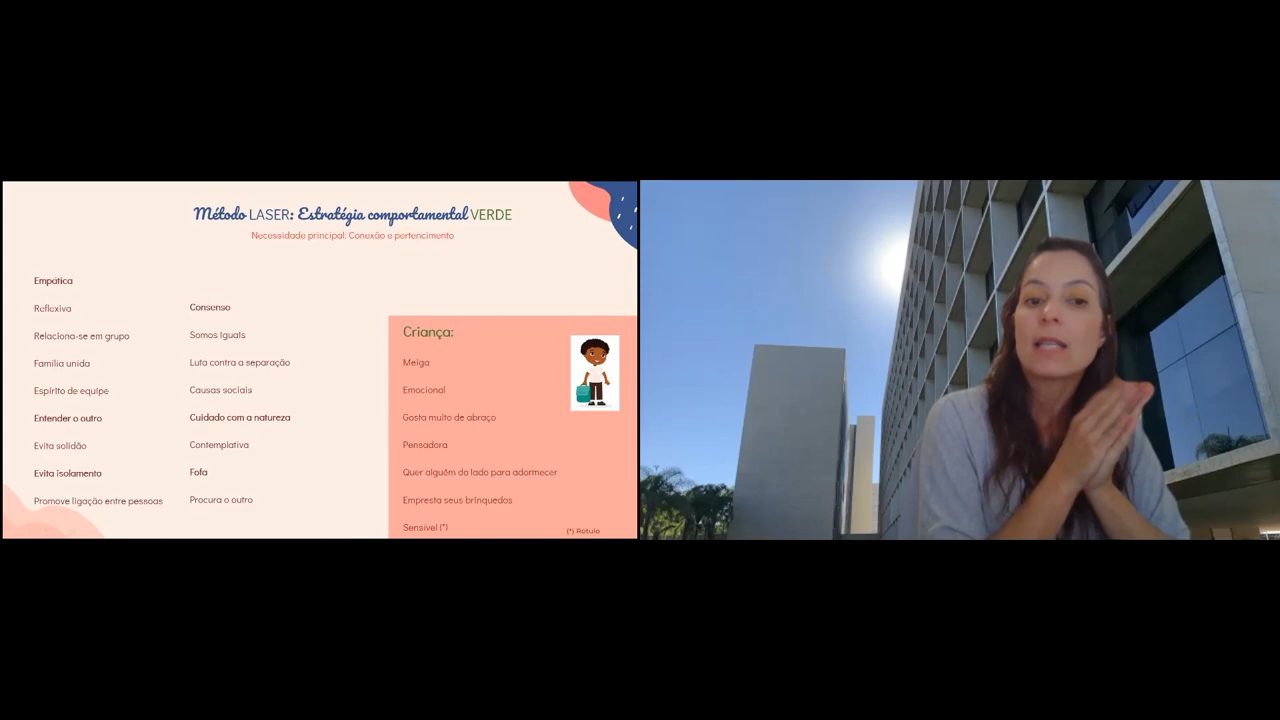 Método LASER: Estratégia comportamental VERDE
Necessidade principal: Conexão e pertencimento
Empática
Reflexiva
Relaciona-se em grupo
Família unida
Espírito de equipe
Entender o outro
Evita solidão
Evita isolamento
Promove ligação entre pessoas
Consenso
Somos iguais
Luta contra a separação
Causas sociais
Cuidado com a natureza
Contemplativa
Fofa
Procura o outro
Criança:
Meiga
Emocional
Gosta muito de abraço
Pensadora
Quer alguém do lado para adormecer
Empresta seus brinquedos
Sensível (*)
(*) Rótulo